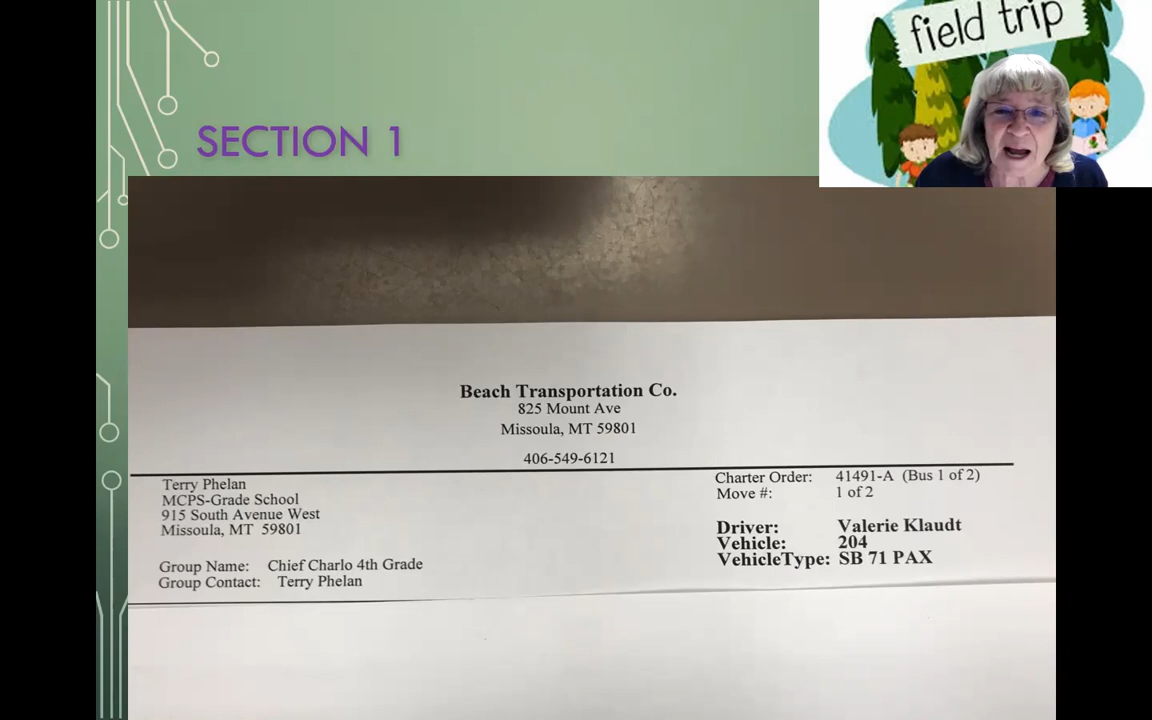 field trip
SECTION 1
Beach Transportation Co.
825 Mount Ave
Missoula, MT 59801
406-549-6121
Terry Phelan
MCPS-Grade School
915 South Avenue West
Missoula, MT 59801
Group Name: Chief Charlo 4th Grade
Group Contact: Terry Phelan
Charter Order: 41491-A (Bus 1 of 2)
Move #: 1 of 2
Driver: Valerie Klaudt
Vehicle: 204
VehicleType: SB 71 PAX